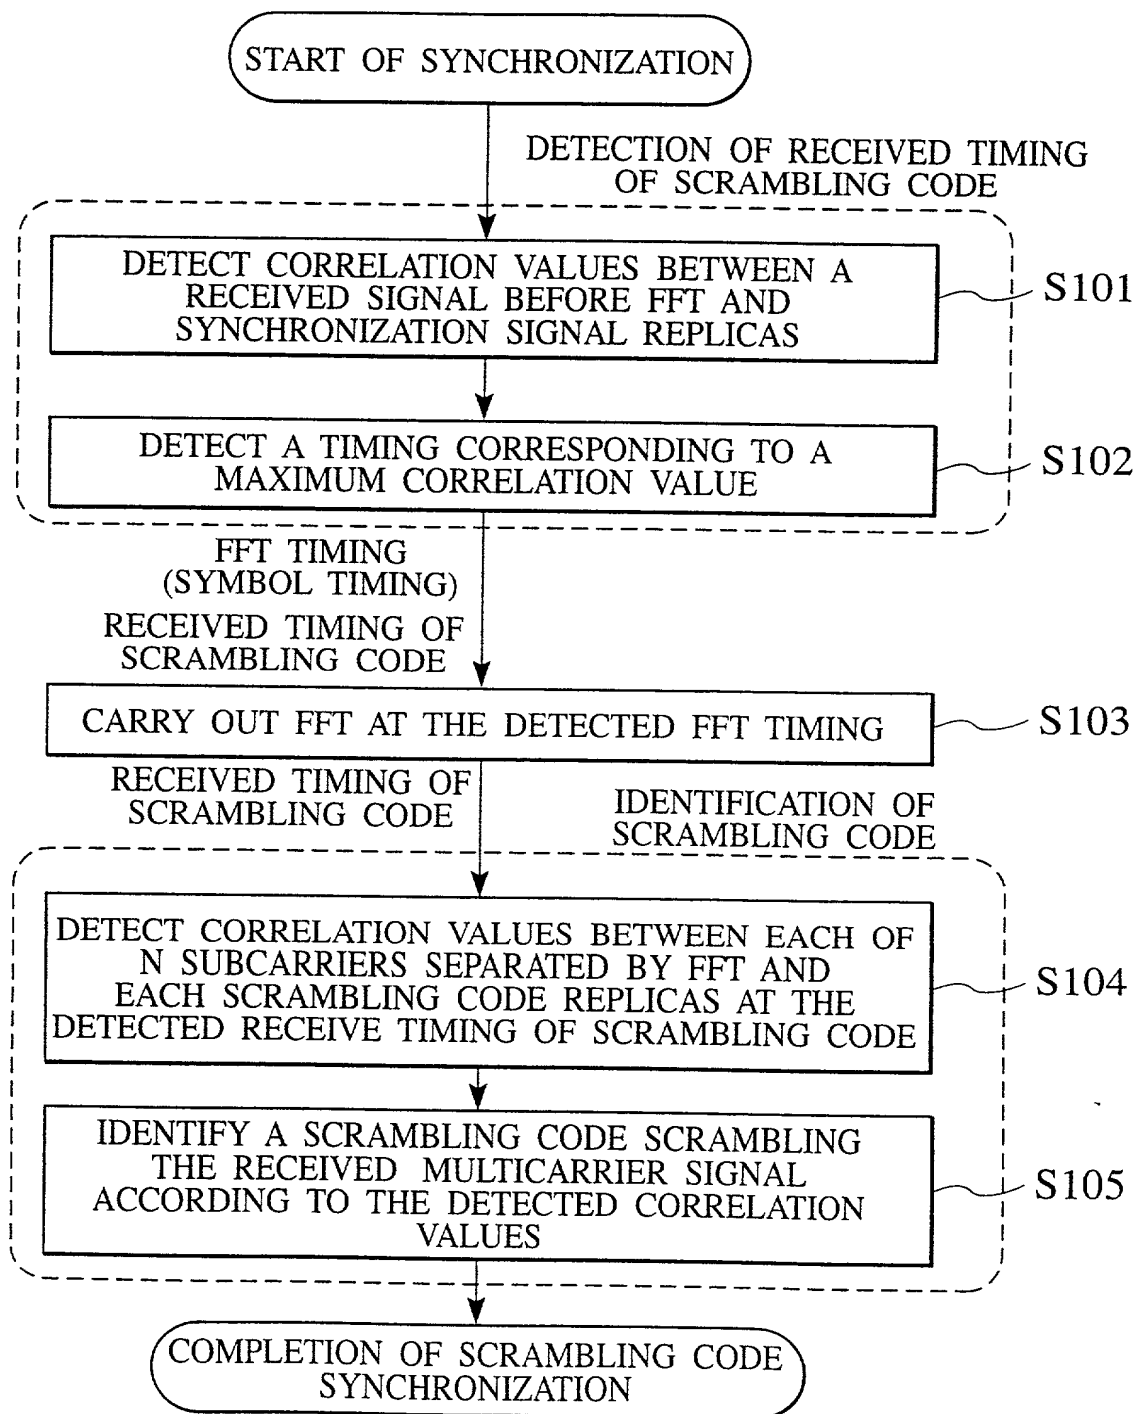 START OF SYNCHRONIZATION
DETECTION OF RECEIVED TIMING
OF SCRAMBLING CODE
DETECT CORRELATION VALUES BETWEEN A
RECEIVED SIGNAL BEFORE FFT AND
SYNCHRONIZATION SIGNAL REPLICAS
S101
DETECT A TIMING CORRESPONDING TO A
MAXIMUM CORRELATION VALUE
S102
FFT TIMING
(SYMBOL TIMING)
RECEIVED TIMING OF
SCRAMBLING CODE
CARRY OUT FFT AT THE DETECTED FFT TIMING
S103
RECEIVED TIMING OF
SCRAMBLING CODE
IDENTIFICATION OF
SCRAMBLING CODE
DETECT CORRELATION VALUES BETWEEN EACH OF
N SUBCARRIERS SEPARATED BY FFT AND
EACH SCRAMBLING CODE REPLICAS AT THE
DETECTED RECEIVE TIMING OF SCRAMBLING CODE
S104
IDENTIFY A SCRAMBLING CODE SCRAMBLING
THE RECEIVED MULTICARRIER SIGNAL
ACCORDING TO THE DETECTED CORRELATION
VALUES
S105
COMPLETION OF SCRAMBLING CODE
SYNCHRONIZATION